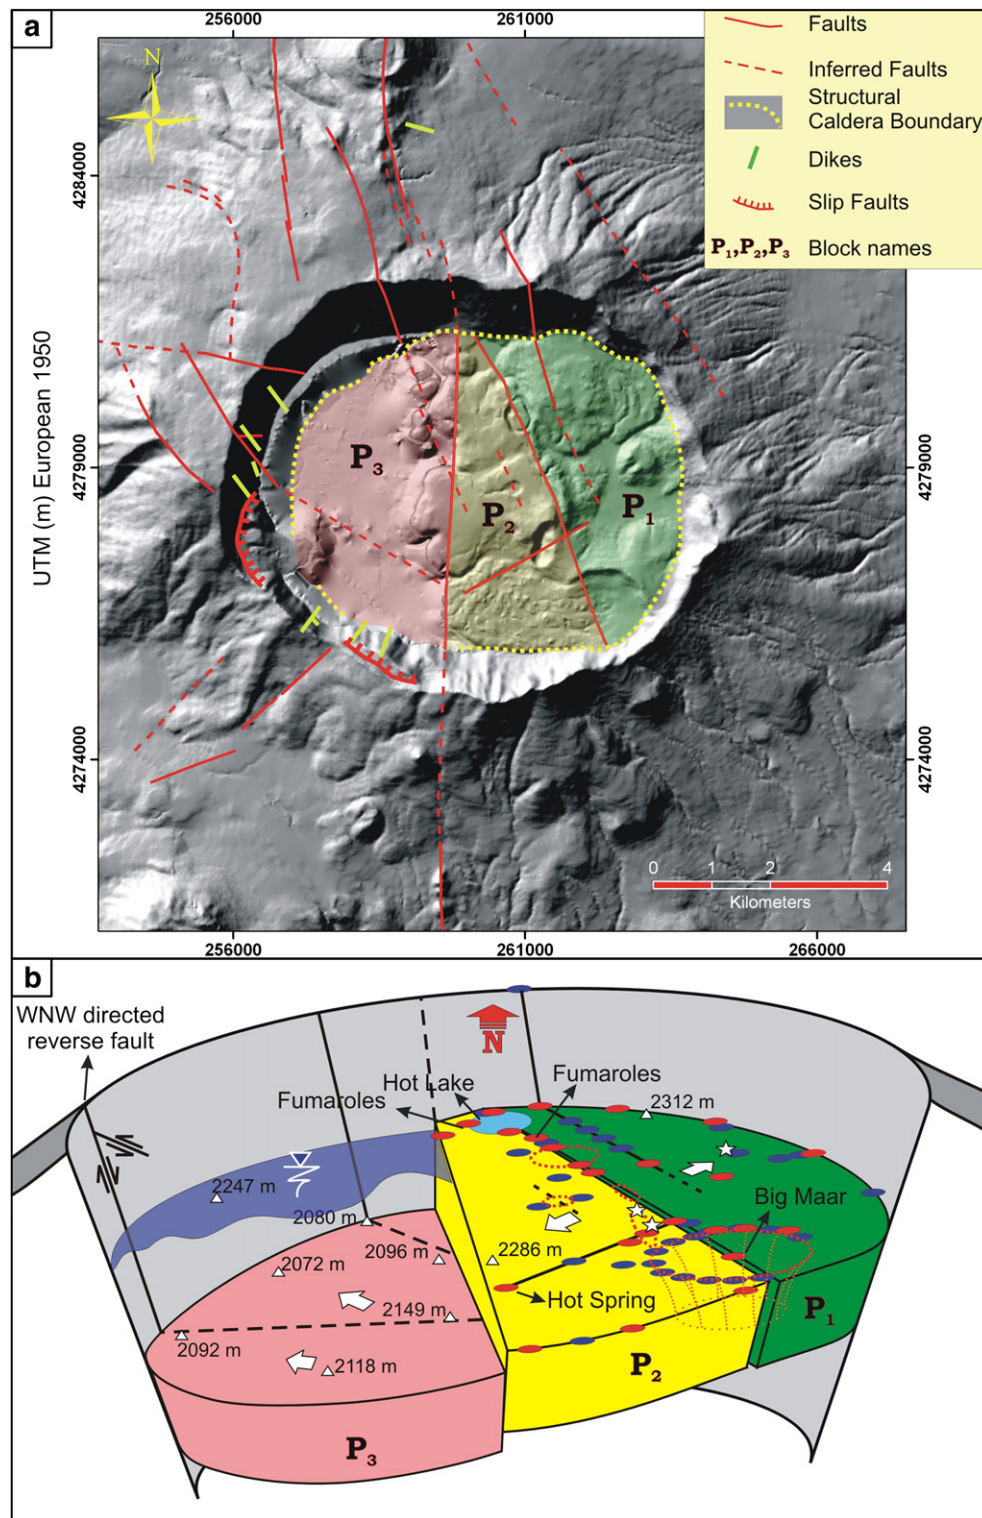 a
256000
261000
Faults
Inferred Faults
Structural
Caldera Boundary
Dikes
Slip Faults
P1,P2,P3 Block names
N
4284000
4279000
4279000
4274000
4274000
UTM (m) European 1950
P3
P2
P1
0 1 2 4
Kilometers
256000
261000
266000
b
WNW directed
reverse fault
N
Hot Lake
Fumaroles
Fumaroles
2312 m
2247 m
2080 m
2096 m
2072 m
2286 m
Big Maar
2149 m
Hot Spring
2092 m
2118 m
P1
P2
P3